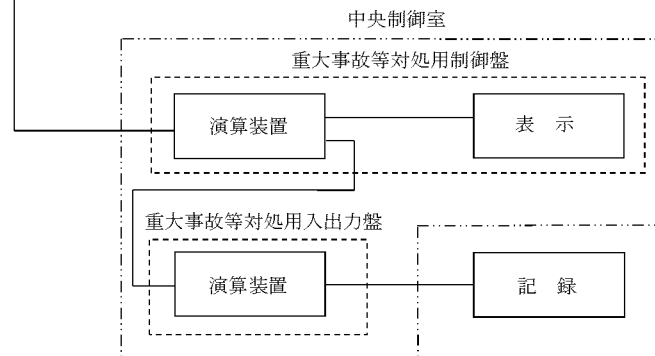 中央制御室
重大事故等対処用制御盤
演算装置
表 示
重大事故等対処用入出力盤
演算装置
記 録